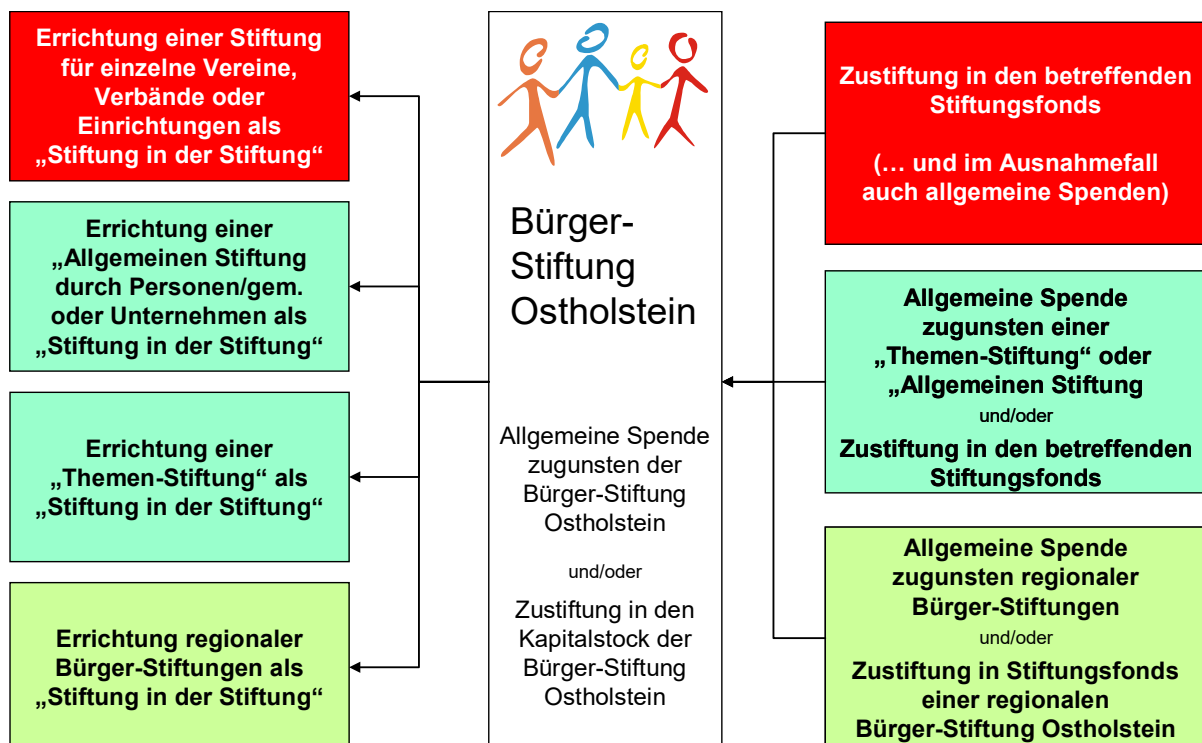 Errichtung einer Stiftung
für einzelne Vereine,
Verbände oder
Einrichtungen als
„Stiftung in der Stiftung“
Errichtung einer
„Allgemeinen Stiftung
durch Personen/gem.
oder Unternehmen als
„Stiftung in der Stiftung“
Errichtung einer
„Themen-Stiftung“ als
„Stiftung in der Stiftung“
Errichtung regionaler
Bürger-Stiftungen als
„Stiftung in der Stiftung“
Bürger-
Stiftung
Ostholstein
Allgemeine Spende
zugunsten der
Bürger-Stiftung
Ostholstein
und/oder
Zustiftung in den
Kapitalstock der
Bürger-Stiftung
Ostholstein
Zustiftung in den betreffenden
Stiftungsfonds
(... und im Ausnahmefall
auch allgemeine Spenden)
Allgemeine Spende
zugunsten einer
„Themen-Stiftung“ oder
„Allgemeinen Stiftung
und/oder
Zustiftung in den betreffenden
Stiftungsfonds
Allgemeine Spende
zugunsten regionaler
Bürger-Stiftungen
und/oder
Zustiftung in Stiftungsfonds
einer regionalen
Bürger-Stiftung Ostholstein